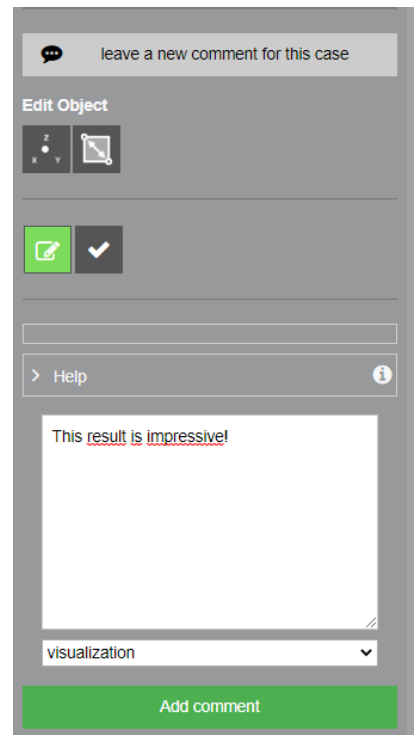 leave a new comment for this case
Edit Object
Z
X Y
Help
This result is impressive!
visualization
Add comment